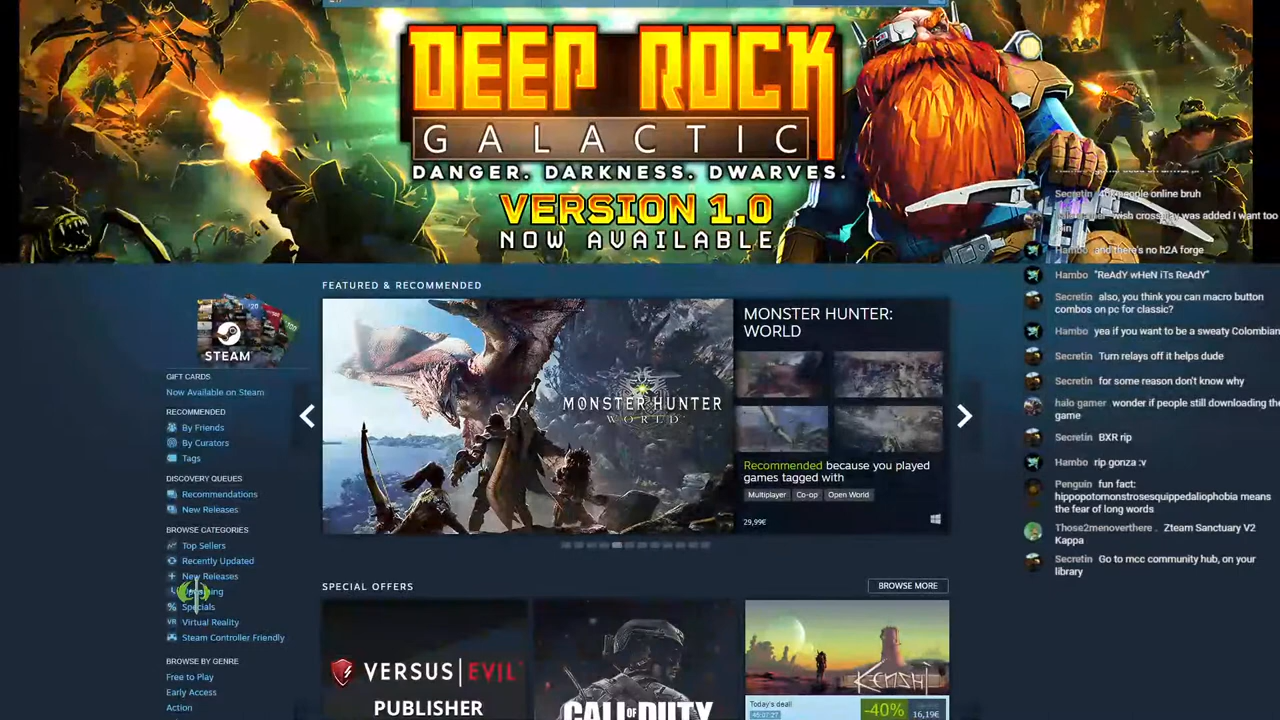 DEEP ROCK
GALACTIC
DANGER. DARKNESS. DWARVES.
VERSION 1.0
NOW AVAILABLE
STEAM
GIFT CARDS
Now Available on Steam
RECOMMENDED
By Friends
By Curators
Tags
DISCOVERY QUEUES
Recommendations
New Releases
BROWSE CATEGORIES
Top Sellers
Recently Updated
New Releases
Specials
VR Virtual Reality
Steam Controller Friendly
BROWSE BY GENRE
Free to Play
Early Access
Action
FEATURED & RECOMMENDED
MONSTER HUNTER
WORLD
MONSTER HUNTER:
WORLD
Recommended because you played
games tagged with
Multiplayer Co-op Open World
29,99€
SPECIAL OFFERS
BROWSE MORE
VERSUS EVIL
PUBLISHER
CALL OF DUTY
KENSHI
Today's deal!
-40%
16,19€
Secretin people online bruh
wish crossplay was added I want too
Hambo and there's no h2A forge
Hambo "ReAdY wHeN iTs ReAdY"
Secretin also, you think you can macro button
combos on pc for classic?
Hambo yea if you want to be a sweaty Colombian
Secretin Turn relays off it helps dude
Secretin for some reason don't know why
halo gamer wonder if people still downloading the
game
Secretin BXR rip
Hambo rip gonza :v
Penguin fun fact:
hippopotomonstrosesquippedaliophobia means
the fear of long words
Those2menoverthere . Zteam Sanctuary V2
Kappa
Secretin Go to mcc community hub, on your
library